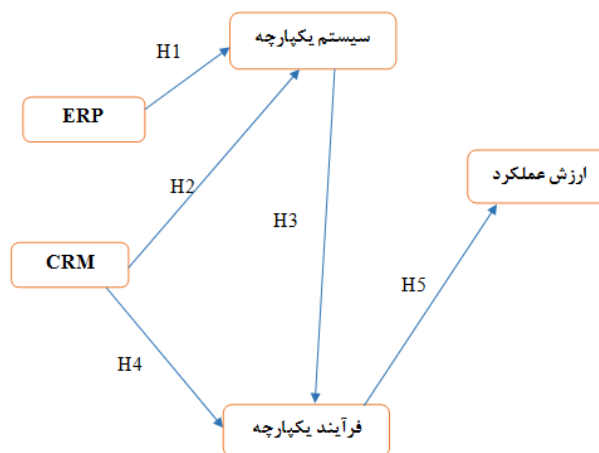 سیستم یکپارچه
H1
ERP
H2
ارزش عملکرد
H3
CRM
H5
H4
فرآیند یکپارچه